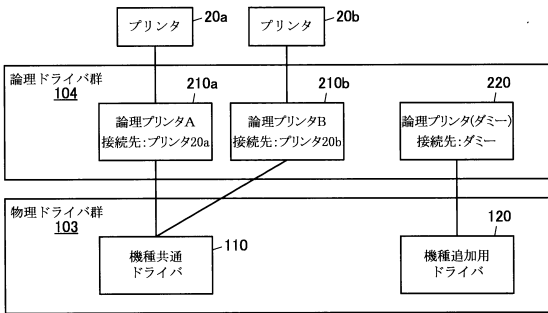 20a
20b
プリンタ
プリンタ
論理ドライバ群
104
210a
210b
220
論理プリンタA
接続先:プリンタ20a
論理プリンタB
接続先:プリンタ20b
論理プリンタ(ダミー)
接続先:ダミー
物理ドライバ群
103
110
120
機種共通
ドライバ
機種追加用
ドライバ